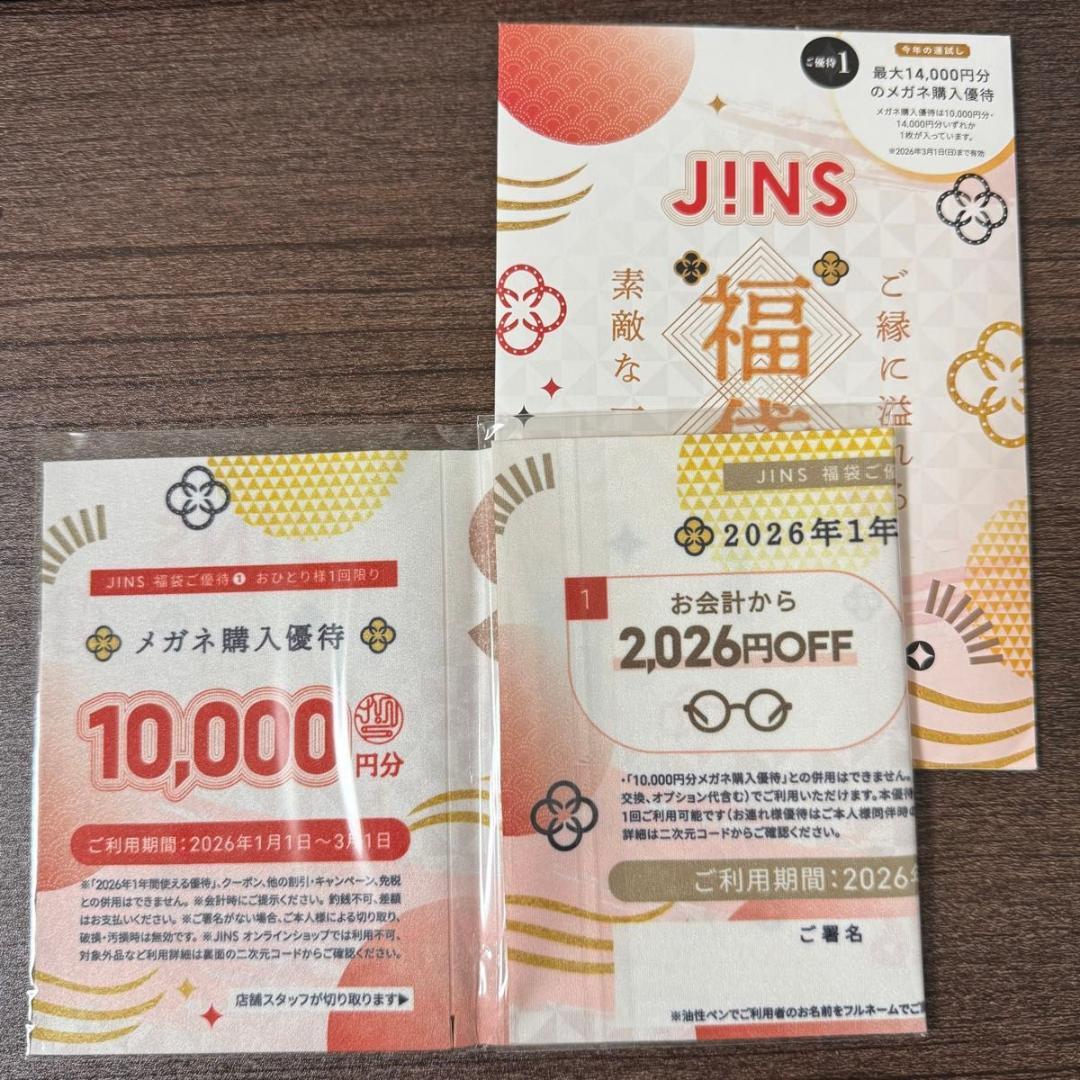 ご優待1
今年の運試し
最大14,000円分
のメガネ購入優待
メガネ購入優待は10,000円分・
14,000円分いずれか
1枚が入っています。
※2026年3月1日(日)まで有効
J!NS
ご縁に溢れる
福袋
素敵な一
JINS 福袋ご優待❶ おひとり様1回限り
メガネ購入優待
10,000
円分
ご利用期間：2026年1月1日～3月1日
※「2026年1年間使える優待」、クーポン、他の割引・キャンペーン、免税
との併用はできません。※会計時にご提示ください。釣銭不可、差額
はお支払いください。※ご署名がない場合、ご本人様による切り取り、
破損・汚損時は無効です。※JINS オンラインショップでは利用不可、
対象外品など利用詳細は裏面の二次元コードからご確認ください。
店舗スタッフが切り取ります▶
JINS 福袋ご優
2026年1年
1
お会計から
2,026円OFF
・「10,000円分メガネ購入優待」との併用はできません。
交換、オプション代含む)でご利用いただけます。本優待
1回ご利用可能です(お連れ様優待はご本人様同伴時の
詳細は二次元コードからご確認ください。
ご利用期間：2026年
ご署名
※油性ペンでご利用者のお名前をフルネームでご